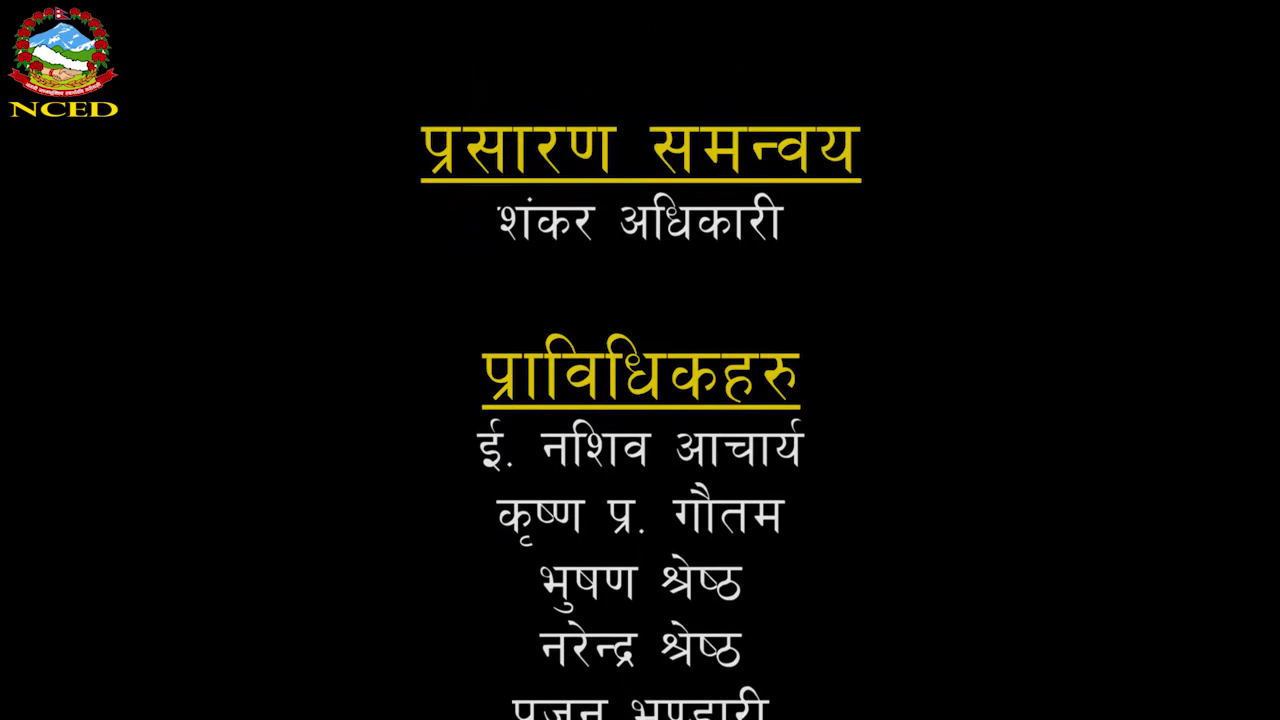 NCED
प्रसारण समन्वय
शंकर अधिकारी
प्राविधिकहरु
ई. नशिव आचार्य
कृष्ण प्र. गौतम
भुषण श्रेष्ठ
नरेन्द्र श्रेष्ठ